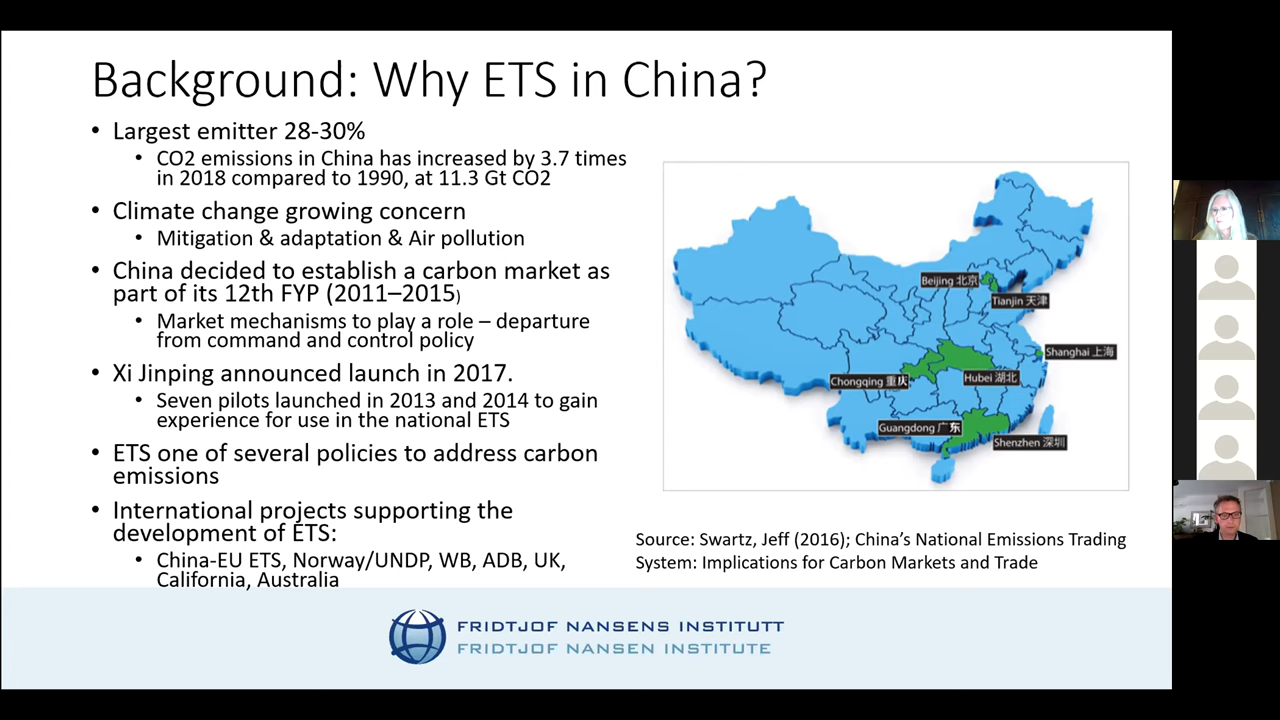 Background: Why ETS in China?
• Largest emitter 28-30%
• CO2 emissions in China has increased by 3.7 times
in 2018 compared to 1990, at 11.3 Gt CO2
• Climate change growing concern
• Mitigation & adaptation & Air pollution
• China decided to establish a carbon market as
part of its 12th FYP (2011–2015)
• Market mechanisms to play a role – departure
from command and control policy
• Xi Jinping announced launch in 2017.
• Seven pilots launched in 2013 and 2014 to gain
experience for use in the national ETS
• ETS one of several policies to address carbon
emissions
• International projects supporting the
development of ETS:
• China-EU ETS, Norway/UNDP, WB, ADB, UK,
California, Australia
Beijing 北京
Tianjin 天津
Shanghai 上海
Chongqing 重庆
Hubei 湖北
Guangdong 广东
Shenzhen 深圳
Source: Swartz, Jeff (2016); China’s National Emissions Trading
System: Implications for Carbon Markets and Trade
FRIDTJOF NANSENS INSTITUTT
FRIDTJOF NANSEN INSTITUTE